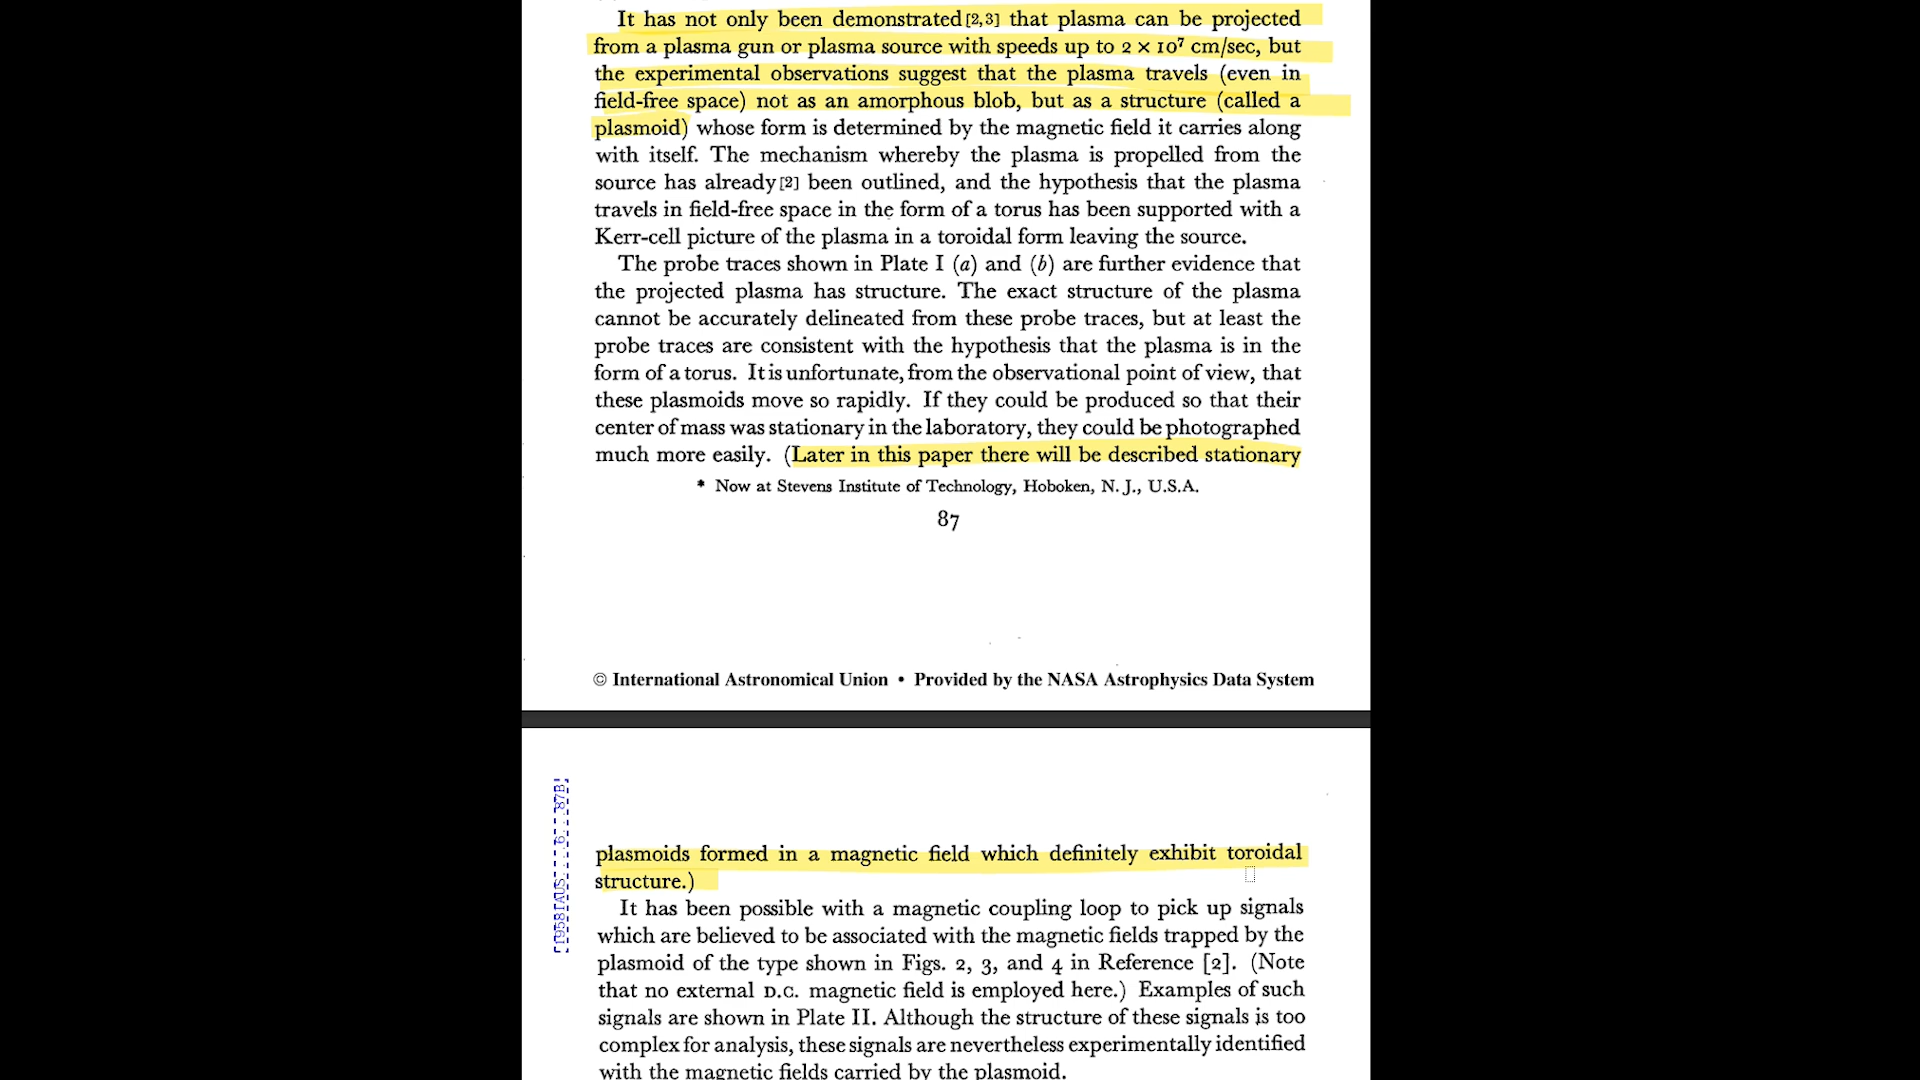 It has not only been demonstrated [2,3] that plasma can be projected
from a plasma gun or plasma source with speeds up to 2 × 10⁷ cm/sec, but
the experimental observations suggest that the plasma travels (even in
field-free space) not as an amorphous blob, but as a structure (called a
plasmoid) whose form is determined by the magnetic field it carries along
with itself. The mechanism whereby the plasma is propelled from the
source has already [2] been outlined, and the hypothesis that the plasma
travels in field-free space in the form of a torus has been supported with a
Kerr-cell picture of the plasma in a toroidal form leaving the source.
The probe traces shown in Plate I (a) and (b) are further evidence that
the projected plasma has structure. The exact structure of the plasma
cannot be accurately delineated from these probe traces, but at least the
probe traces are consistent with the hypothesis that the plasma is in the
form of a torus. It is unfortunate, from the observational point of view, that
these plasmoids move so rapidly. If they could be produced so that their
center of mass was stationary in the laboratory, they could be photographed
much more easily. (Later in this paper there will be described stationary
* Now at Stevens Institute of Technology, Hoboken, N.J., U.S.A.
87
© International Astronomical Union • Provided by the NASA Astrophysics Data System
1958IAUS....6...87B
plasmoids formed in a magnetic field which definitely exhibit toroidal
structure.)
It has been possible with a magnetic coupling loop to pick up signals
which are believed to be associated with the magnetic fields trapped by the
plasmoid of the type shown in Figs. 2, 3, and 4 in Reference [2]. (Note
that no external D.C. magnetic field is employed here.) Examples of such
signals are shown in Plate II. Although the structure of these signals is too
complex for analysis, these signals are nevertheless experimentally identified
with the magnetic fields carried by the plasmoid.